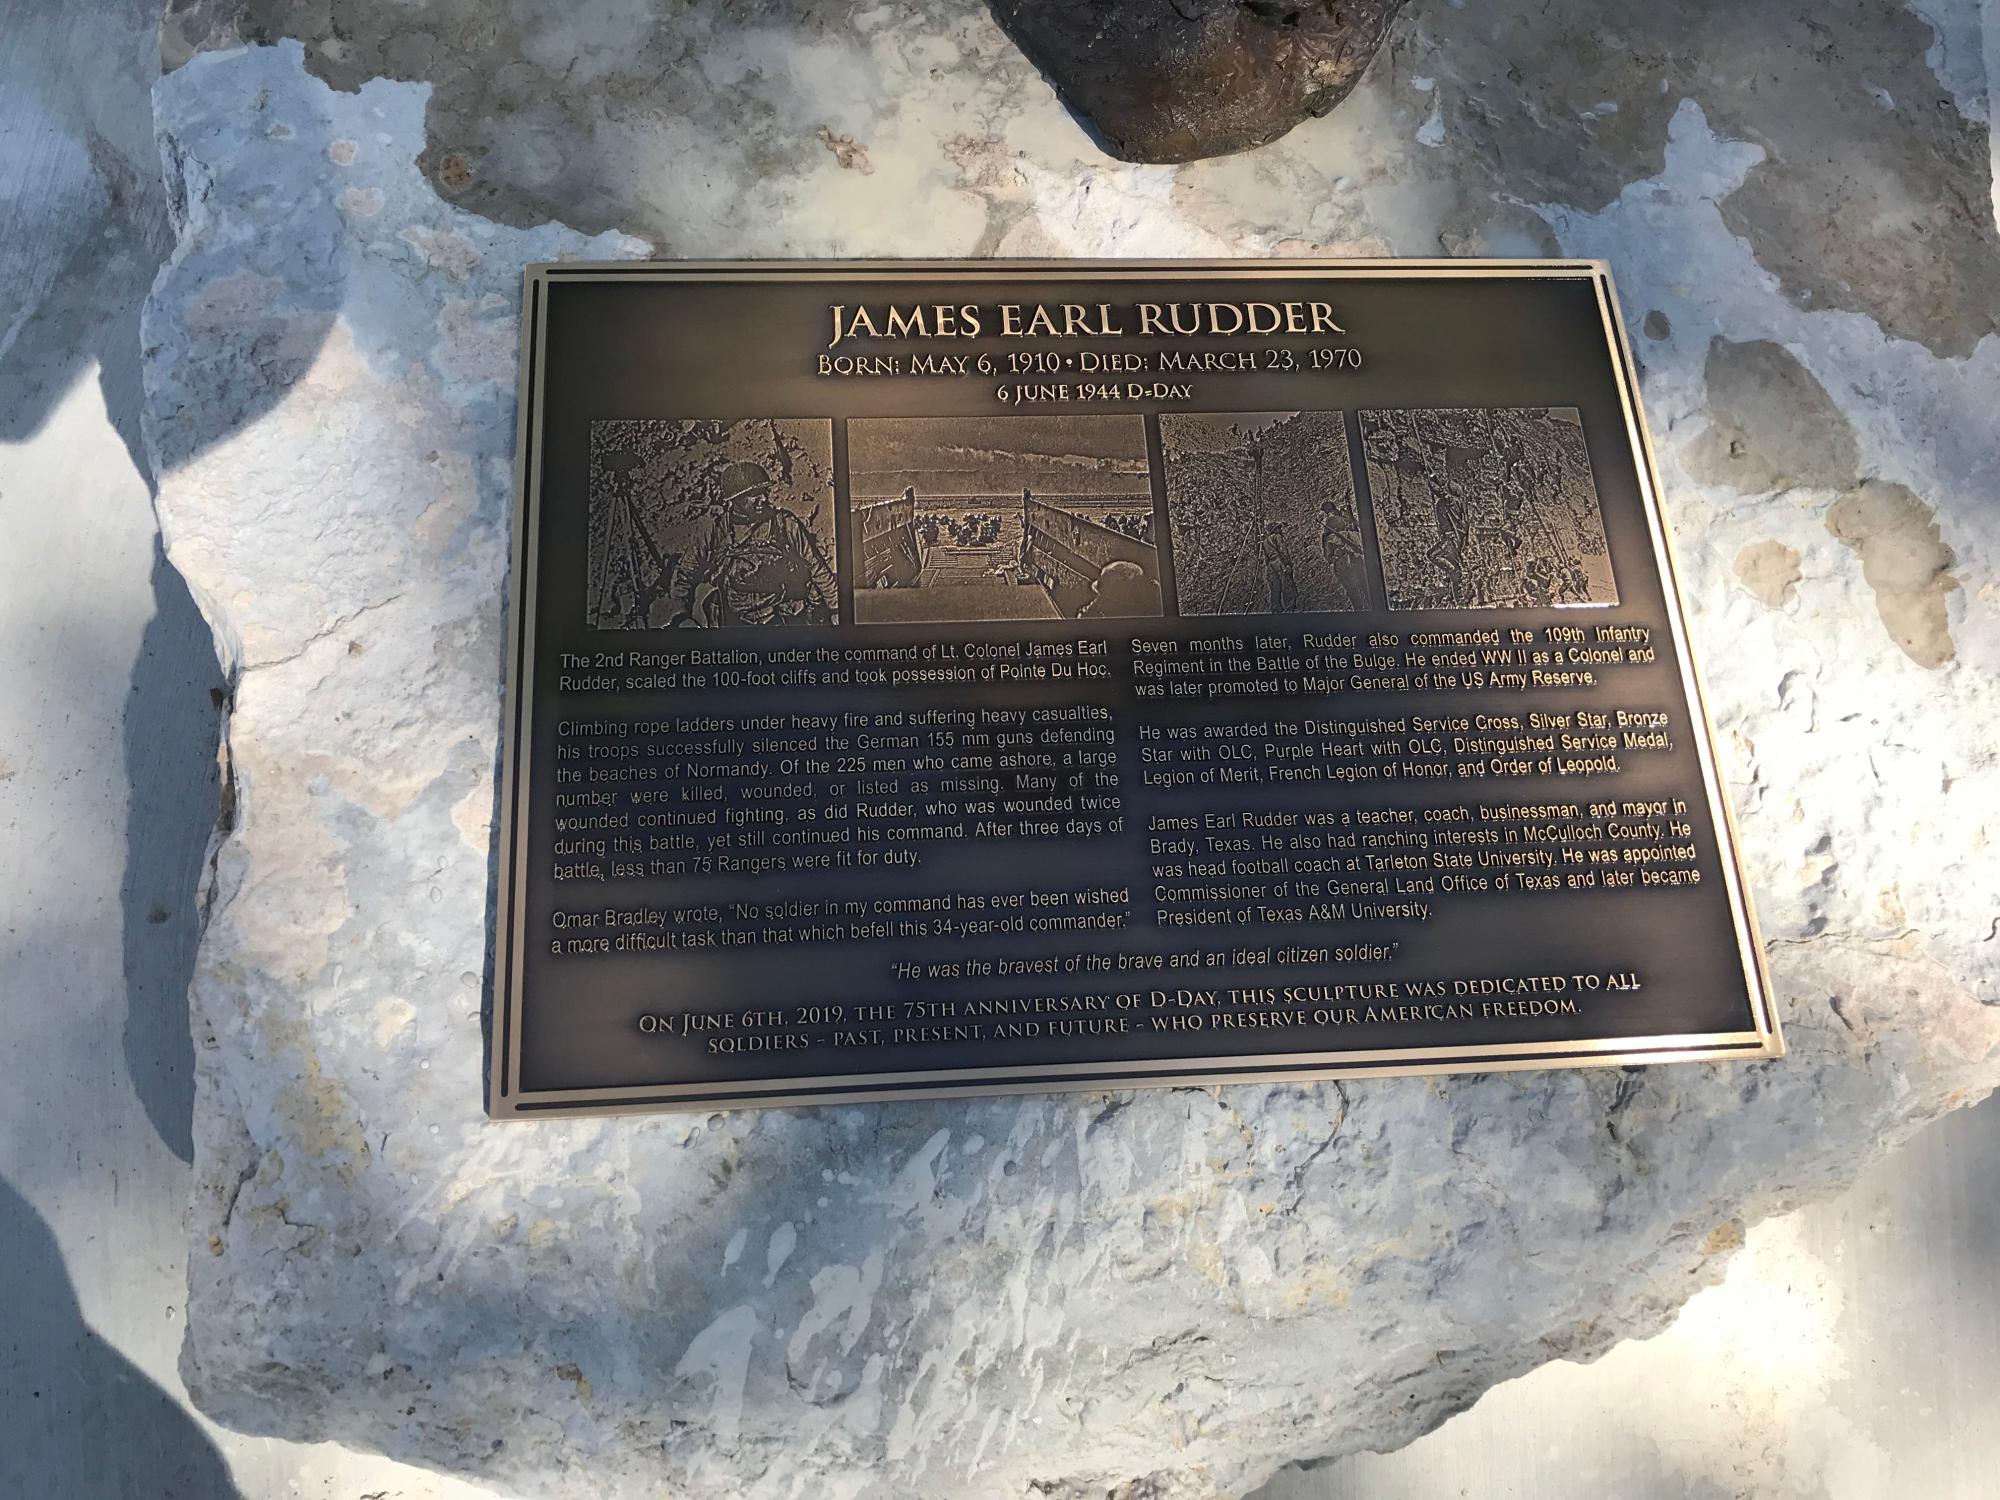 JAMES EARL RUDDER
BORN: MAY 6, 1910 • DIED: MARCH 23, 1970
6 JUNE 1944 D-DAY
The 2nd Ranger Battalion, under the command of Lt. Colonel James Earl
Rudder, scaled the 100-foot cliffs and took possession of Pointe Du Hoc.
Climbing rope ladders under heavy fire and suffering heavy casualties,
his troops successfully silenced the German 155 mm guns defending
the beaches of Normandy. Of the 225 men who came ashore, a large
number were killed, wounded, or listed as missing. Many of the
wounded continued fighting, as did Rudder, who was wounded twice
during this battle, yet still continued his command. After three days of
battle, less than 75 Rangers were fit for duty.
Omar Bradley wrote, "No soldier in my command has ever been wished
a more difficult task than that which befell this 34-year-old commander."
Seven months later, Rudder also commanded the 109th Infantry
Regiment in the Battle of the Bulge. He ended WW II as a Colonel and
was later promoted to Major General of the US Army Reserve.
He was awarded the Distinguished Service Cross, Silver Star, Bronze
Star with OLC, Purple Heart with OLC, Distinguished Service Medal,
Legion of Merit, French Legion of Honor, and Order of Leopold.
James Earl Rudder was a teacher, coach, businessman, and mayor in
Brady, Texas. He also had ranching interests in McCulloch County. He
was head football coach at Tarleton State University. He was appointed
Commissioner of the General Land Office of Texas and later became
President of Texas A&M University.
"He was the bravest of the brave and an ideal citizen soldier."
ON JUNE 6TH, 2019, THE 75TH ANNIVERSARY OF D-DAY, THIS SCULPTURE WAS DEDICATED TO ALL
SOLDIERS - PAST, PRESENT, AND FUTURE - WHO PRESERVE OUR AMERICAN FREEDOM.